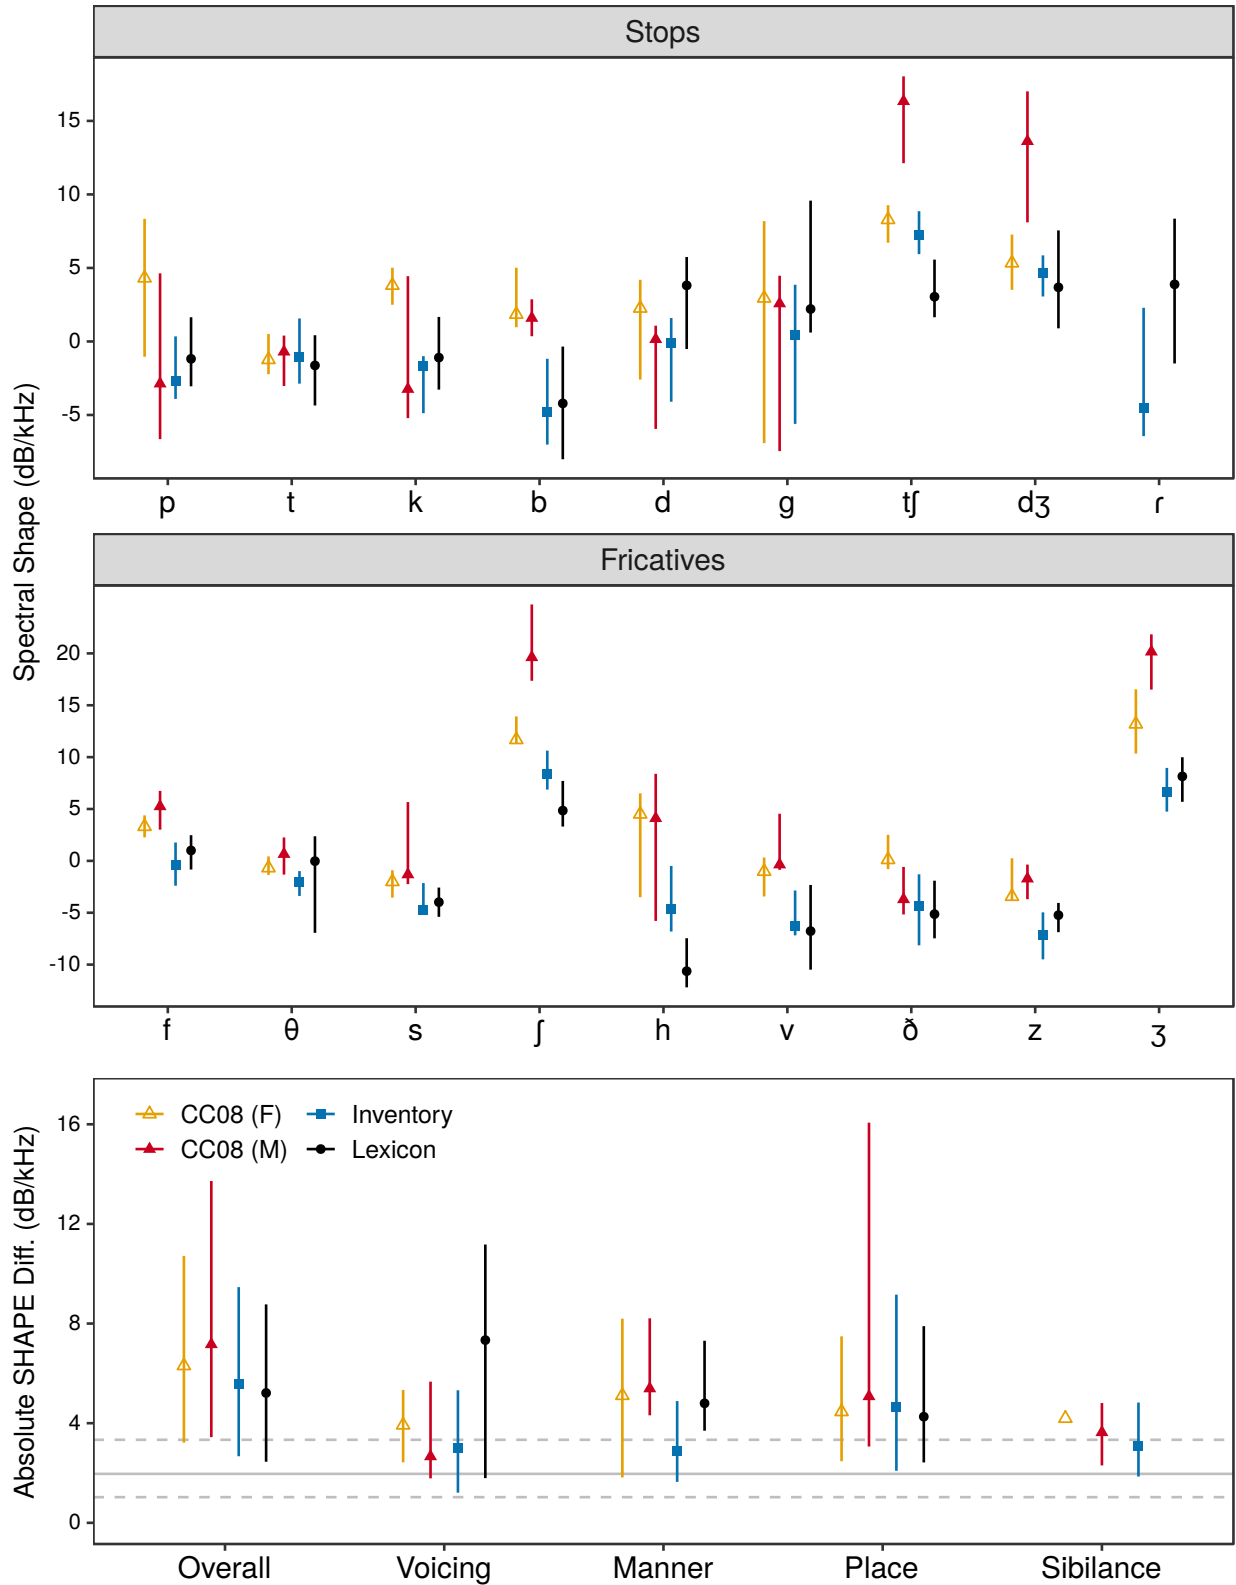 Stops
15
10
5
0
-5
p t k b d g tʃ dʒ ɾ
Spectral Shape (dB/kHz)
Fricatives
20
15
10
5
0
-5
-10
f θ s ʃ h v ð z ʒ
Absolute SHAPE Diff. (dB/kHz)
16
12
8
4
0
CC08 (F) Inventory
CC08 (M) Lexicon
Overall Voicing Manner Place Sibilance